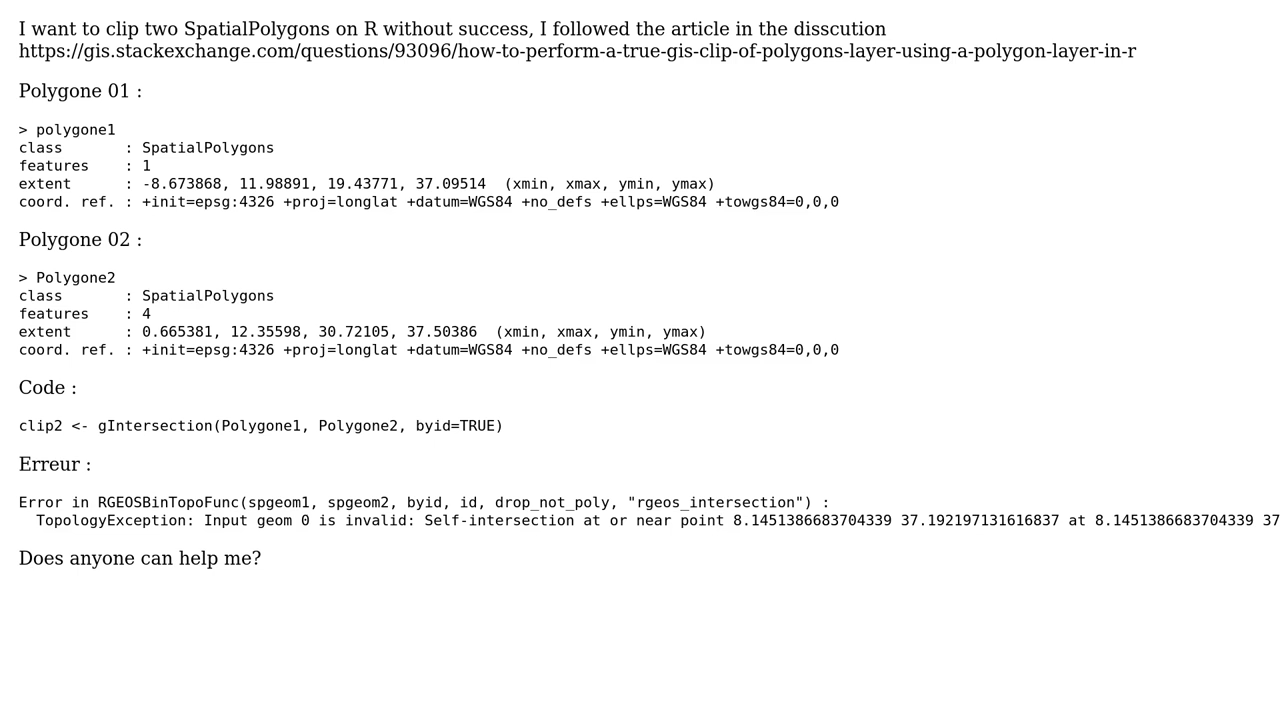 I want to clip two SpatialPolygons on R without success, I followed the article in the disscution
https://gis.stackexchange.com/questions/93096/how-to-perform-a-true-gis-clip-of-polygons-layer-using-a-polygon-layer-in-r
Polygone 01 :
> polygone1
class       : SpatialPolygons
features    : 1
extent      : -8.673868, 11.98891, 19.43771, 37.09514  (xmin, xmax, ymin, ymax)
coord. ref. : +init=epsg:4326 +proj=longlat +datum=WGS84 +no_defs +ellps=WGS84 +towgs84=0,0,0
Polygone 02 :
> Polygone2
class       : SpatialPolygons
features    : 4
extent      : 0.665381, 12.35598, 30.72105, 37.50386  (xmin, xmax, ymin, ymax)
coord. ref. : +init=epsg:4326 +proj=longlat +datum=WGS84 +no_defs +ellps=WGS84 +towgs84=0,0,0
Code :
clip2 <- gIntersection(Polygone1, Polygone2, byid=TRUE)
Erreur :
Error in RGEOSBinTopoFunc(spgeom1, spgeom2, byid, id, drop_not_poly, "rgeos_intersection") :
  TopologyException: Input geom 0 is invalid: Self-intersection at or near point 8.1451386683704339 37.192197131616837 at 8.1451386683704339 37
Does anyone can help me?